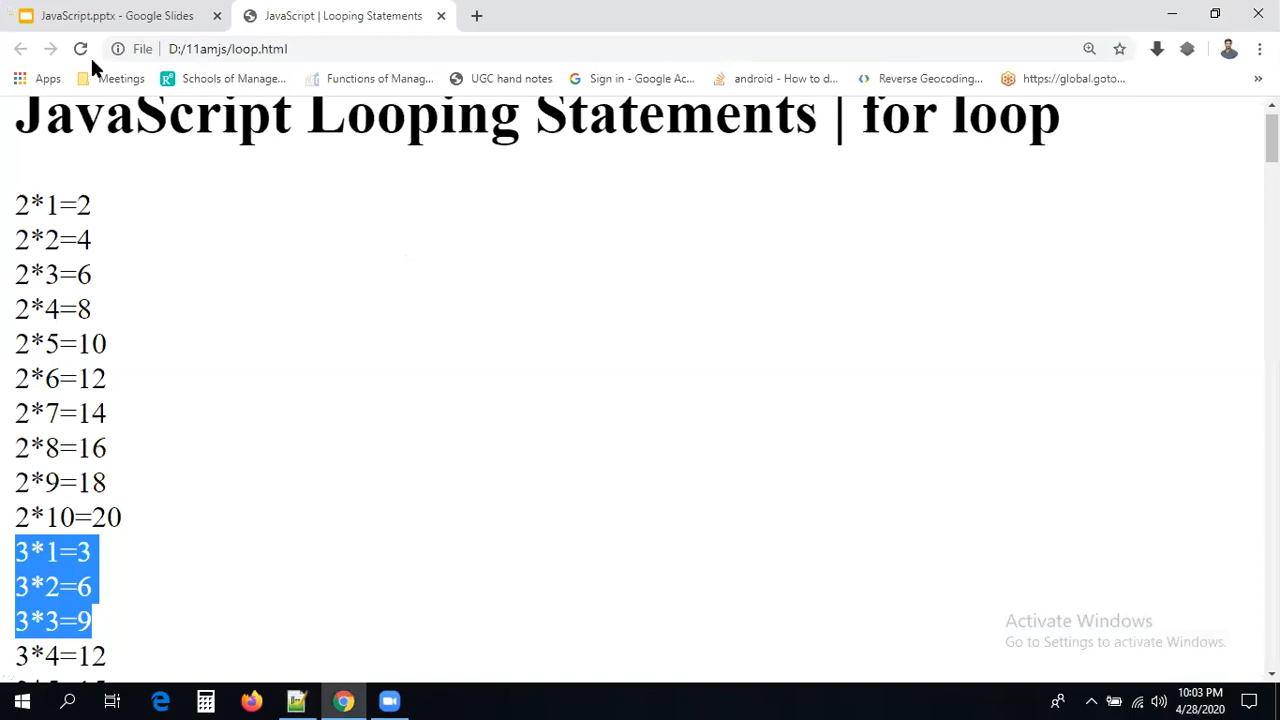 JavaScript.pptx - Google Slides
JavaScript | Looping Statements
File
D:/11amjs/loop.html
Apps
Meetings
Schools of Manage...
Functions of Manag...
UGC hand notes
Sign in - Google Ac...
android - How to d...
Reverse Geocoding...
https://global.goto...
»
JavaScript Looping Statements | for loop
2*1=2
2*2=4
2*3=6
2*4=8
2*5=10
2*6=12
2*7=14
2*8=16
2*9=18
2*10=20
3*1=3
3*2=6
3*3=9
3*4=12
Activate Windows
Go to Settings to activate Windows.
10:03 PM
4/28/2020